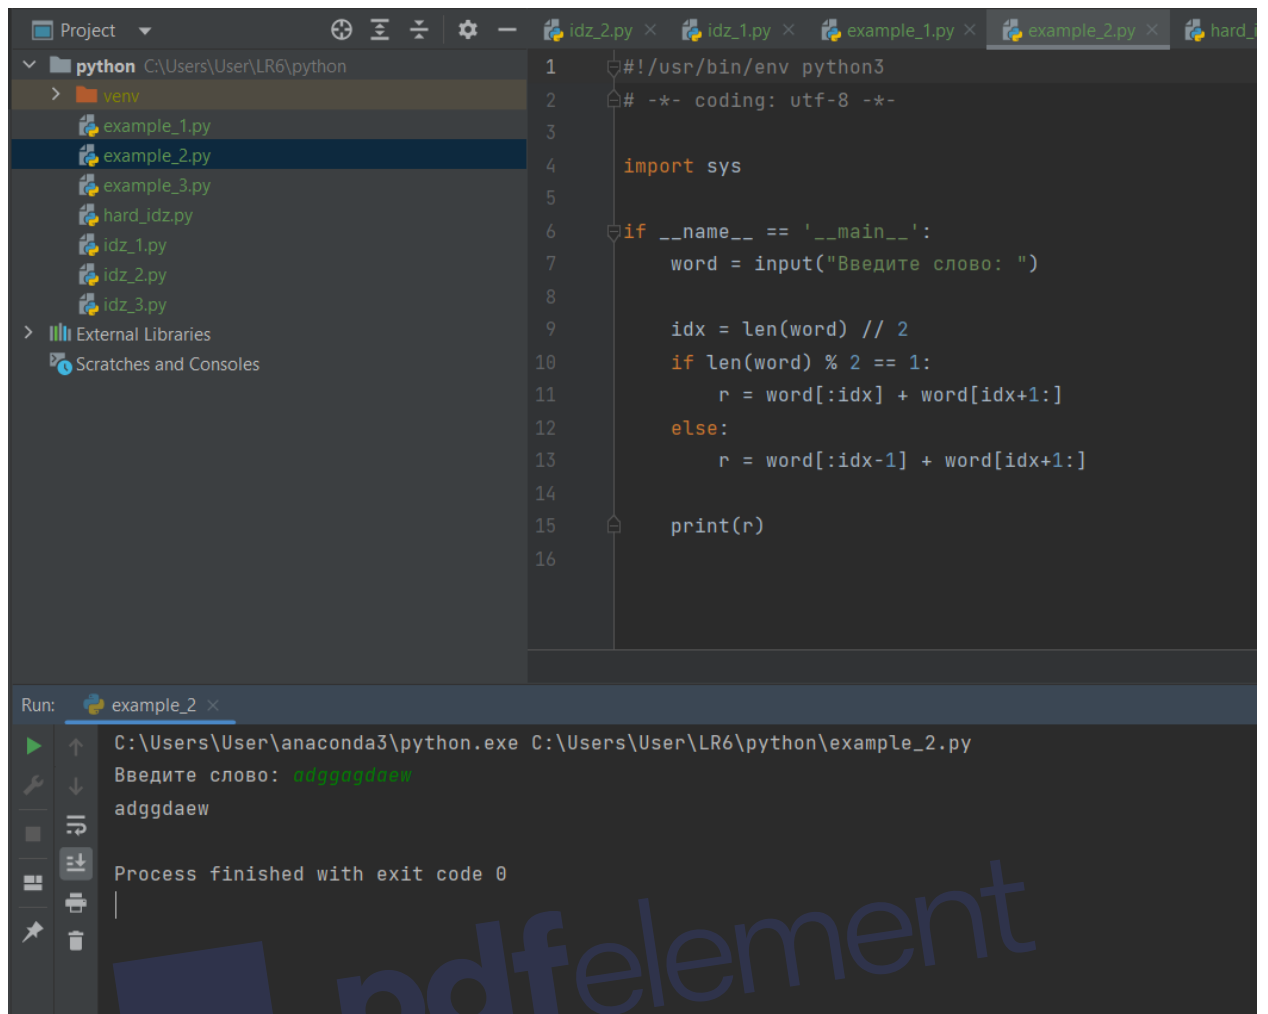 Project
idz_2.py
idz_1.py
example_1.py
example_2.py
python C:\Users\User\LR6\python
venv
example_1.py
example_2.py
example_3.py
hard_idz.py
idz_1.py
idz_2.py
idz_3.py
External Libraries
Scratches and Consoles
1 #!/usr/bin/env python3
2 # -*- coding: utf-8 -*-
3
4 import sys
5
6 if __name__ == '__main__':
7 word = input("Введите слово: ")
8
9 idx = len(word) // 2
10 if len(word) % 2 == 1:
11 r = word[:idx] + word[idx+1:]
12 else:
13 r = word[:idx-1] + word[idx+1:]
14
15 print(r)
16
Run: example_2
C:\Users\User\anaconda3\python.exe C:\Users\User\LR6\python\example_2.py
Введите слово: adggagdaew
adggdaew
Process finished with exit code 0
pdfelement